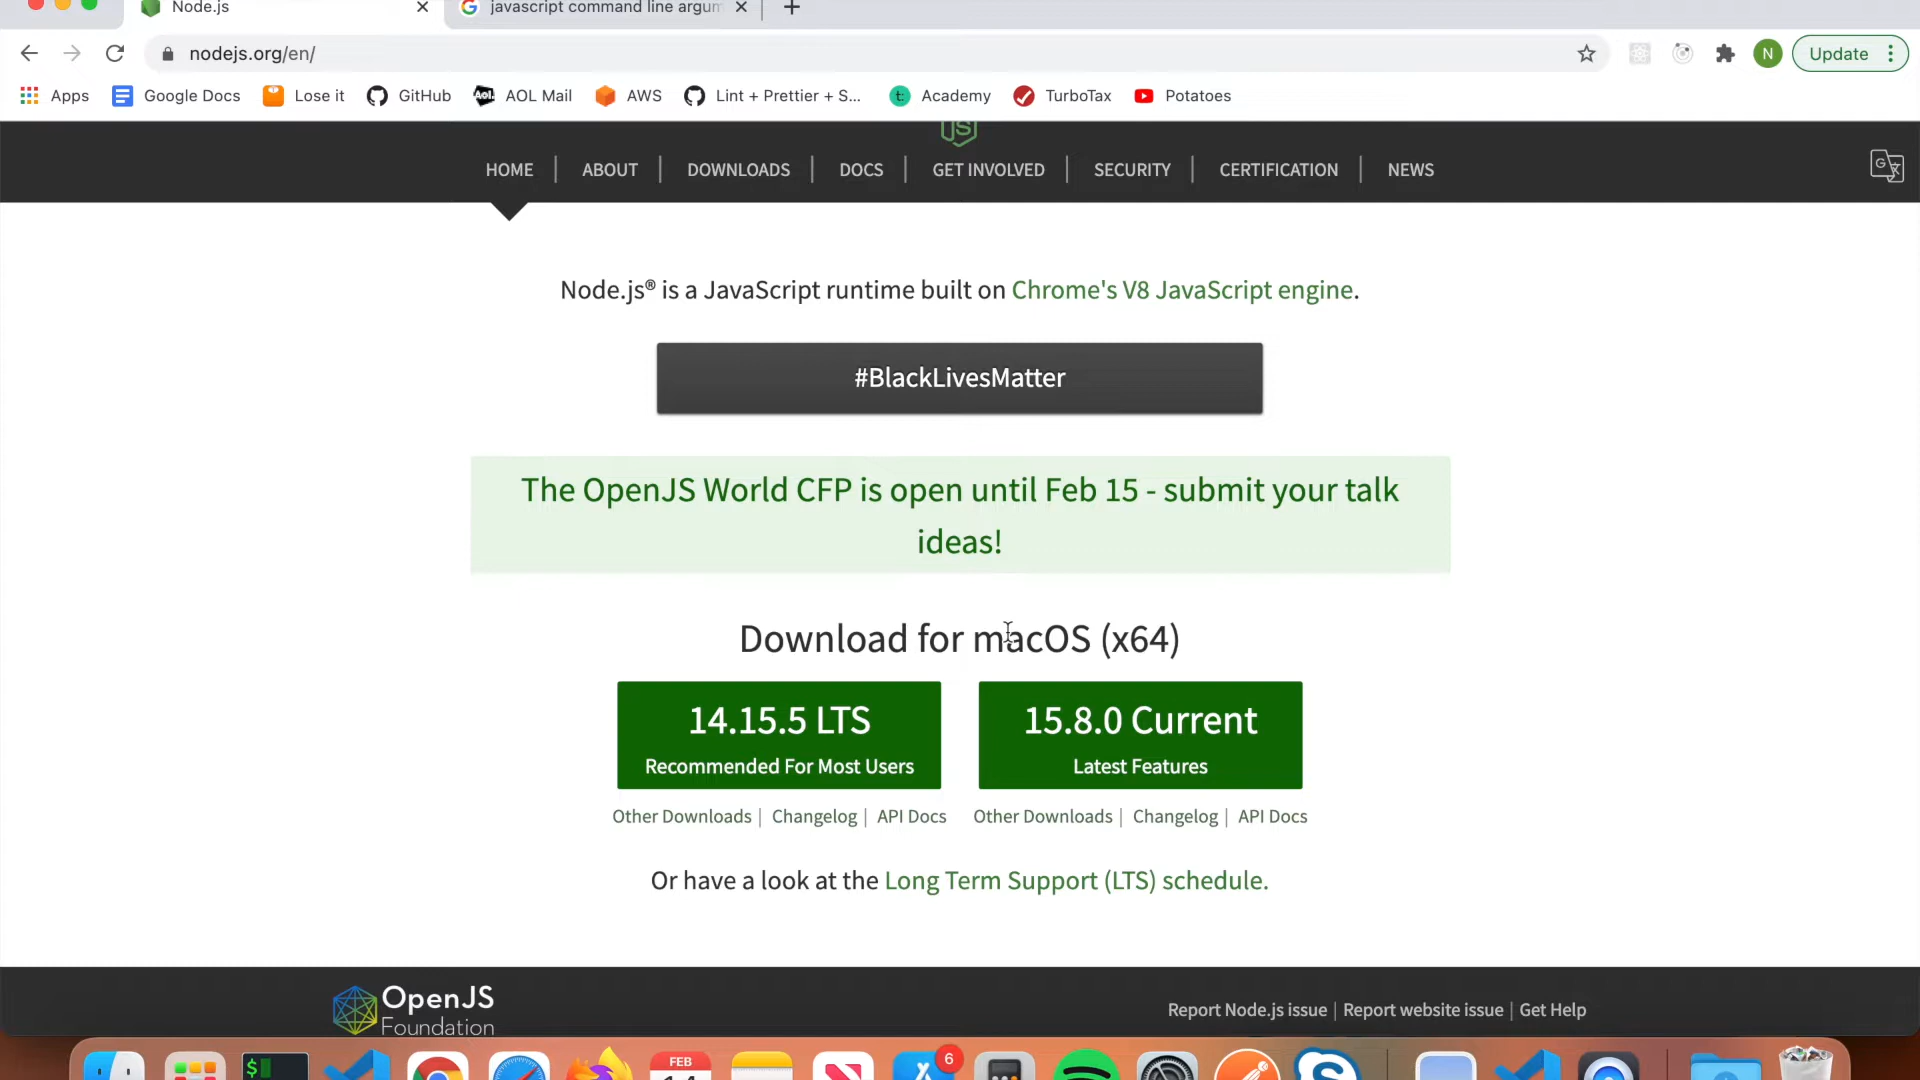 Node.js
javascript command line argum
nodejs.org/en/
N
Update
Apps
Google Docs
Lose it
GitHub
AOL Mail
AWS
Lint + Prettier + S...
Academy
TurboTax
Potatoes
HOME | ABOUT | DOWNLOADS | DOCS | GET INVOLVED | SECURITY | CERTIFICATION | NEWS
Node.js® is a JavaScript runtime built on Chrome's V8 JavaScript engine.
#BlackLivesMatter
The OpenJS World CFP is open until Feb 15 - submit your talk
ideas!
Download for macOS (x64)
14.15.5 LTS
Recommended For Most Users
15.8.0 Current
Latest Features
Other Downloads | Changelog | API Docs
Other Downloads | Changelog | API Docs
Or have a look at the Long Term Support (LTS) schedule.
OpenJS
Foundation
Report Node.js issue | Report website issue | Get Help
$
FEB
6